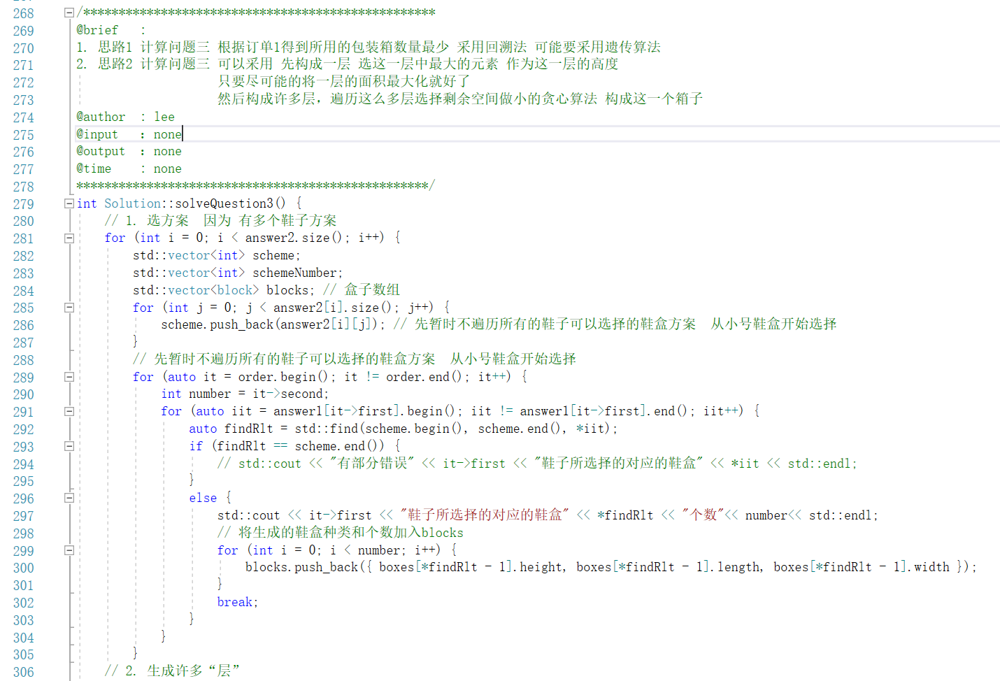 268 /**************************************************
269 @brief   :
270 1. 思路1 计算问题三 根据订单1得到所用的包装箱数量最少 采用回溯法 可能要采用遗传算法
271 2. 思路2 计算问题三 可以采用 先构成一层 选这一层中最大的元素 作为这一层的高度
272                     只要尽可能的将一层的面积最大化就好了
273                     然后构成许多层，遍历这么多层选择剩余空间做小的贪心算法 构成这一个箱子
274 @author  : lee
275 @input   : none
276 @output  : none
277 @time    : none
278 **************************************************/
279 int Solution::solveQuestion3() {
280     // 1. 选方案  因为 有多个鞋子方案
281     for (int i = 0; i < answer2.size(); i++) {
282         std::vector<int> scheme;
283         std::vector<int> schemeNumber;
284         std::vector<block> blocks; // 盒子数组
285         for (int j = 0; j < answer2[i].size(); j++) {
286             scheme.push_back(answer2[i][j]); // 先暂时不遍历所有的鞋子可以选择的鞋盒方案  从小号鞋盒开始选择
287         }
288         // 先暂时不遍历所有的鞋子可以选择的鞋盒方案  从小号鞋盒开始选择
289         for (auto it = order.begin(); it != order.end(); it++) {
290             int number = it->second;
291             for (auto iit = answer1[it->first].begin(); iit != answer1[it->first].end(); iit++) {
292                 auto findRlt = std::find(scheme.begin(), scheme.end(), *iit);
293                 if (findRlt == scheme.end()) {
294                     // std::cout << "有部分错误" << it->first << "鞋子所选择的对应的鞋盒" << *iit << std::endl;
295                 }
296                 else {
297                     std::cout << it->first << "鞋子所选择的对应的鞋盒" << *findRlt << "个数"<< number<< std::endl;
298                     // 将生成的鞋盒种类和个数加入blocks
299                     for (int i = 0; i < number; i++) {
300                         blocks.push_back({ boxes[*findRlt - 1].height, boxes[*findRlt - 1].length, boxes[*findRlt - 1].width });
301                     }
302                     break;
303                 }
304             }
305         }
306     // 2. 生成许多“层”